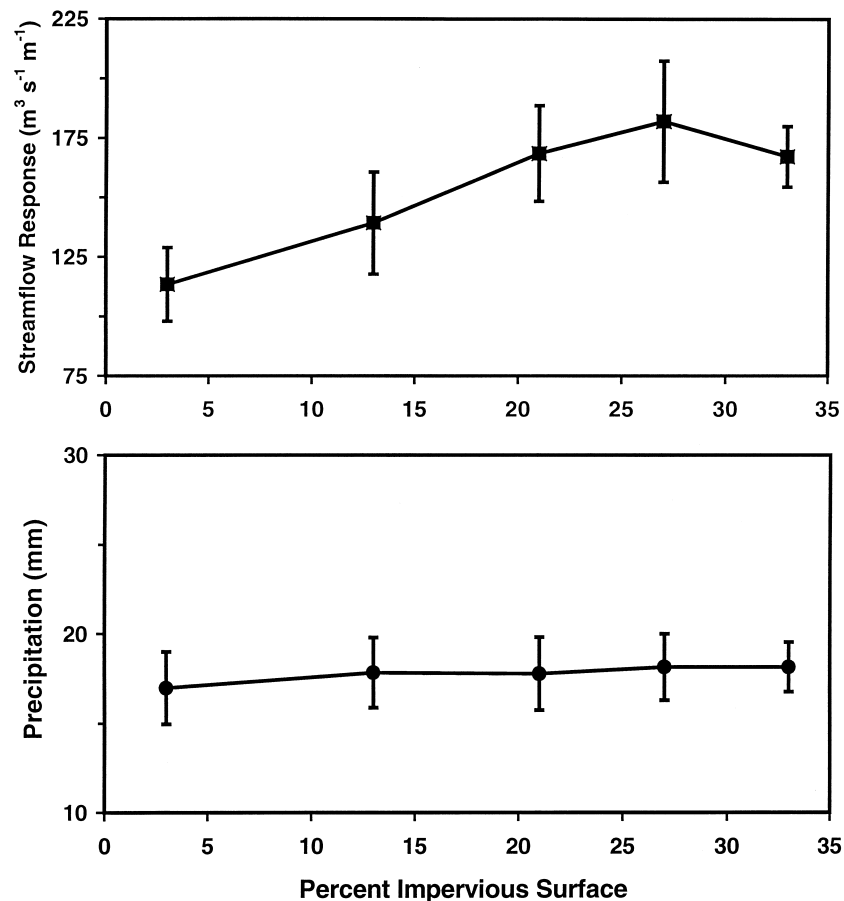 225
175
125
75
Streamflow Response (m³ s⁻¹ m⁻¹)
0 5 10 15 20 25 30 35
30
20
10
Precipitation (mm)
0 5 10 15 20 25 30 35
Percent Impervious Surface